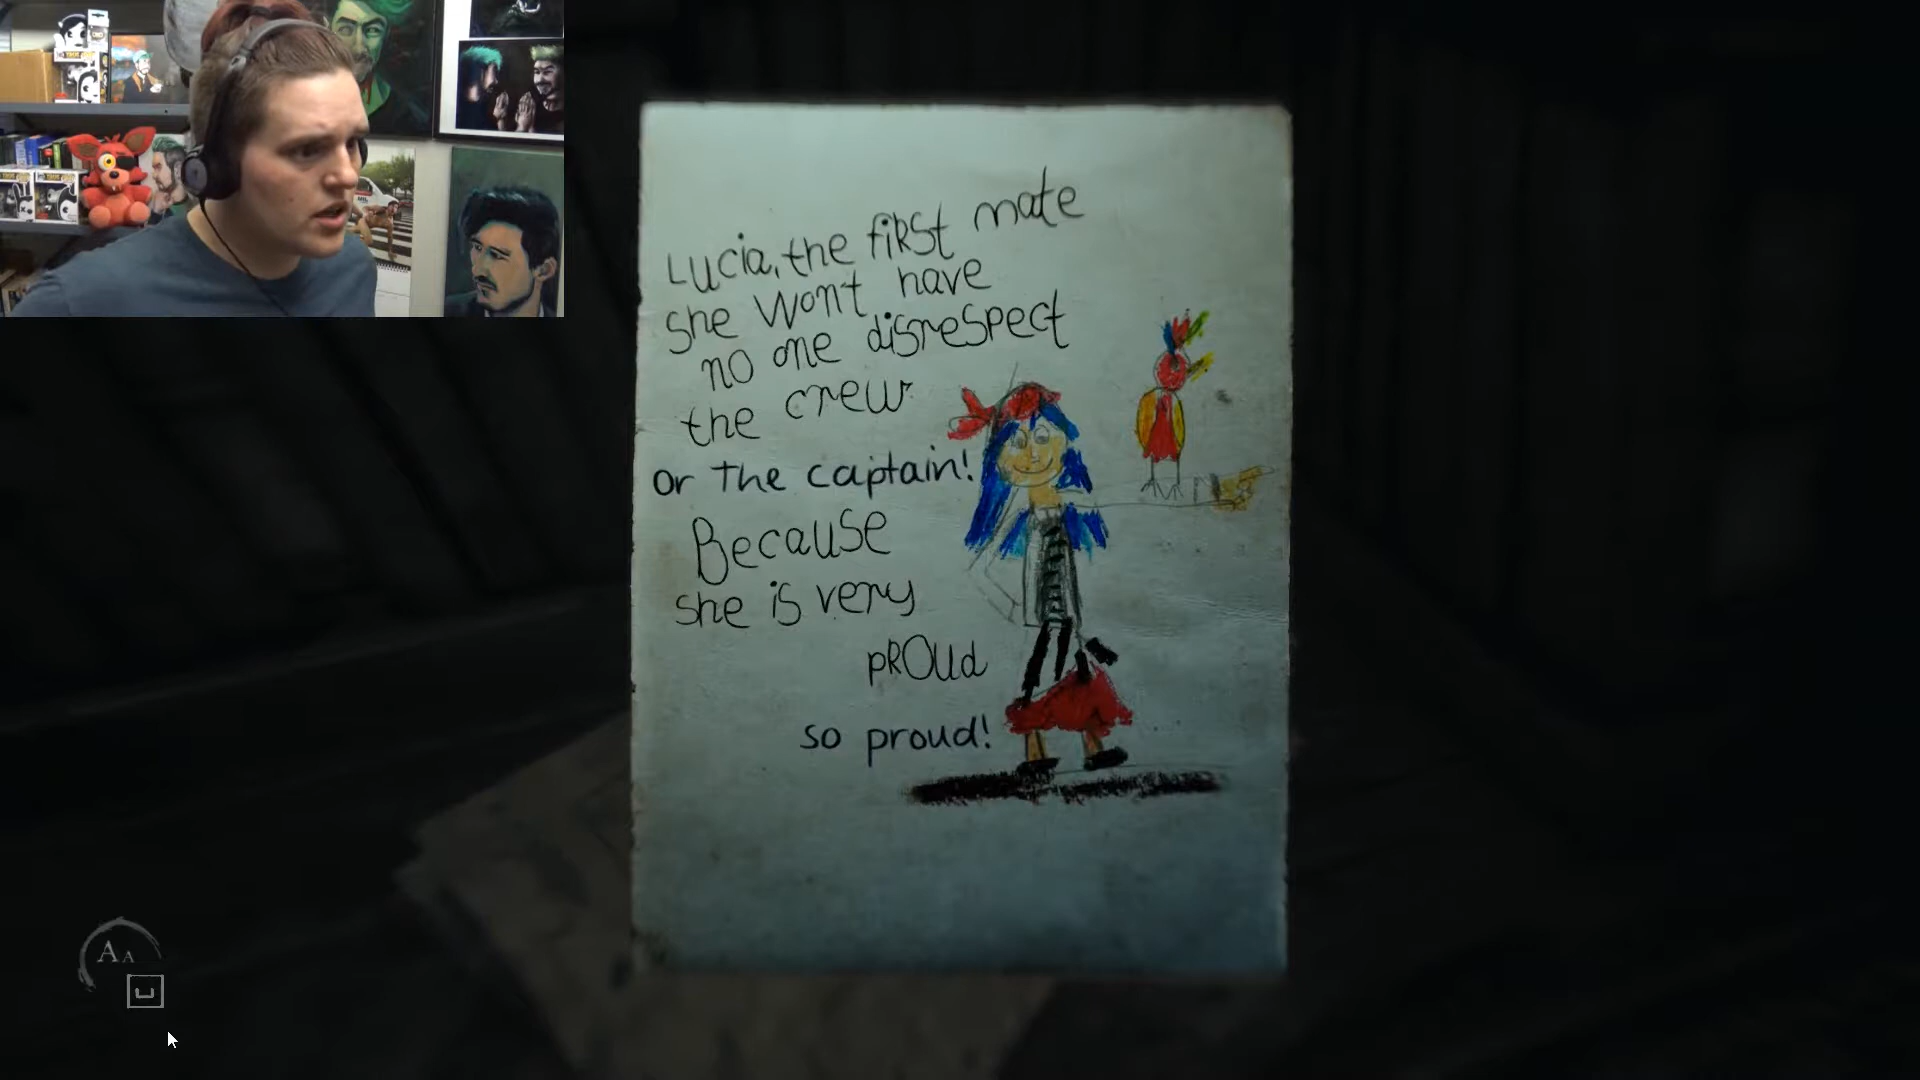 Lucia, the first mate
she won't have
no one disrespect
the crew
or The captain!
Because
she is very
pROUd
so proud!
AA